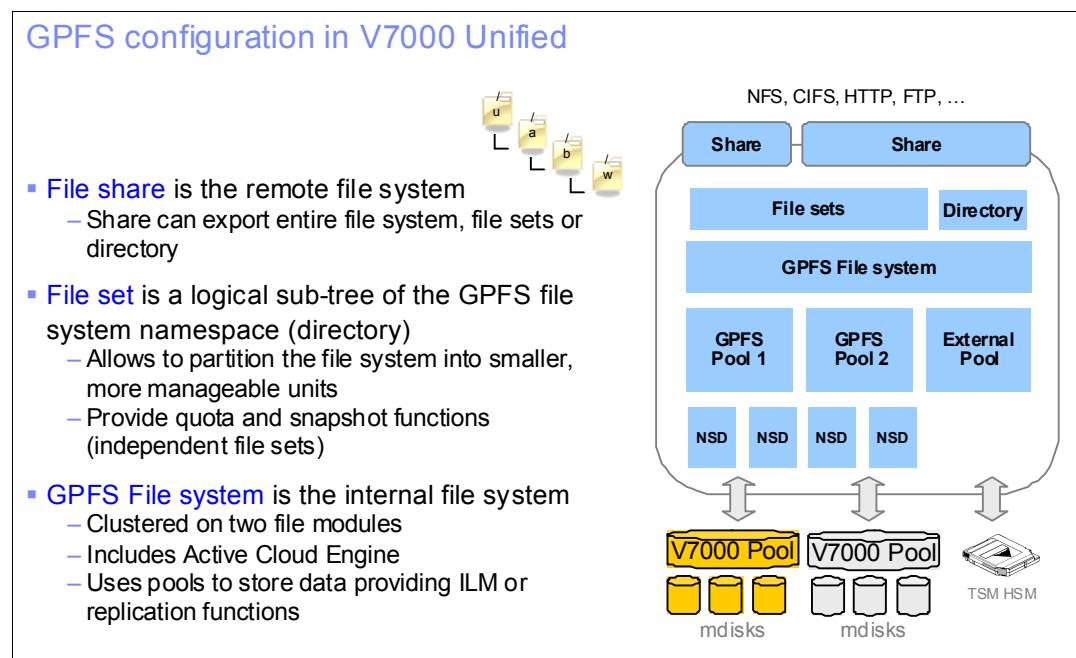 GPFS configuration in V7000 Unified
u
a
b
w
▪ File share is the remote file system
– Share can export entire file system, file sets or
directory
▪ File set is a logical sub-tree of the GPFS file
system namespace (directory)
– Allows to partition the file system into smaller,
more manageable units
– Provide quota and snapshot functions
(independent file sets)
▪ GPFS File system is the internal file system
– Clustered on two file modules
– Includes Active Cloud Engine
– Uses pools to store data providing ILM or
replication functions
NFS, CIFS, HTTP, FTP, ...
Share
Share
File sets
Directory
GPFS File system
GPFS
Pool 1
GPFS
Pool 2
External
Pool
NSD
NSD
NSD
NSD
V7000 Pool
V7000 Pool
TSM HSM
mdisks
mdisks